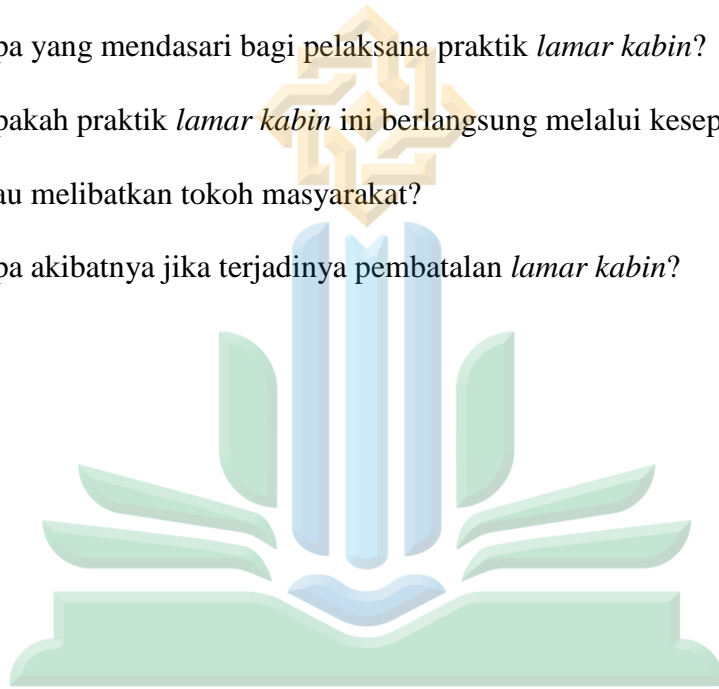 pa yang mendasari bagi pelaksana praktik lamar kabin?
pakah praktik lamar kabin ini berlangsung melalui kesep
au melibatkan tokoh masyarakat?
pa akibatnya jika terjadinya pembatalan lamar kabin?